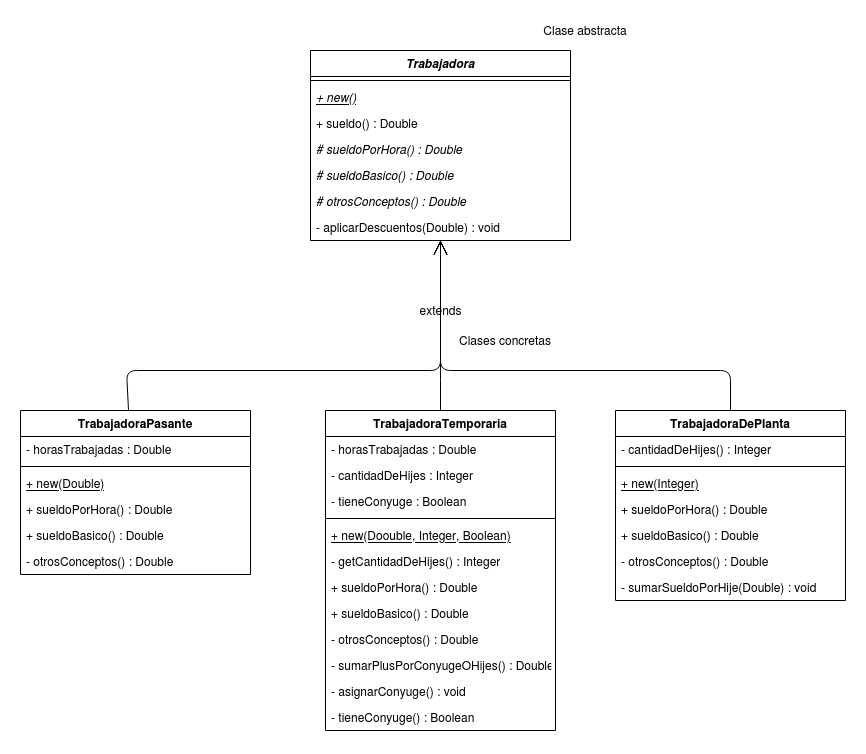 Clase abstracta
Trabajadora
+ new()
+ sueldo() : Double
# sueldoPorHora() : Double
# sueldoBasico() : Double
# otrosConceptos() : Double
- aplicarDescuentos(Double) : void
extends
Clases concretas
TrabajadoraPasante
- horasTrabajadas : Double
+ new(Double)
+ sueldoPorHora() : Double
+ sueldoBasico() : Double
- otrosConceptos() : Double
TrabajadoraTemporaria
- horasTrabajadas : Double
- cantidadDeHijes : Integer
- tieneConyuge : Boolean
+ new(Doouble, Integer, Boolean)
- getCantidadDeHijes() : Integer
+ sueldoPorHora() : Double
+ sueldoBasico() : Double
- otrosConceptos() : Double
- sumarPlusPorConyugeOHijes() : Double
- asignarConyuge() : void
- tieneConyuge() : Boolean
TrabajadoraDePlanta
- cantidadDeHijes() : Integer
+ new(Integer)
+ sueldoPorHora() : Double
+ sueldoBasico() : Double
- otrosConceptos() : Double
- sumarSueldoPorHije(Double) : void